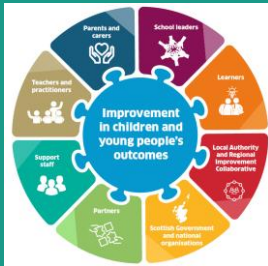 Parents and
carers
School leaders
Learners
Local Authority
and Regional
Improvement
Collaborative
Scottish Government
and national
organisations
Partners
Support
staff
Teachers and
practitioners
Improvement
in children and
young people's
outcomes